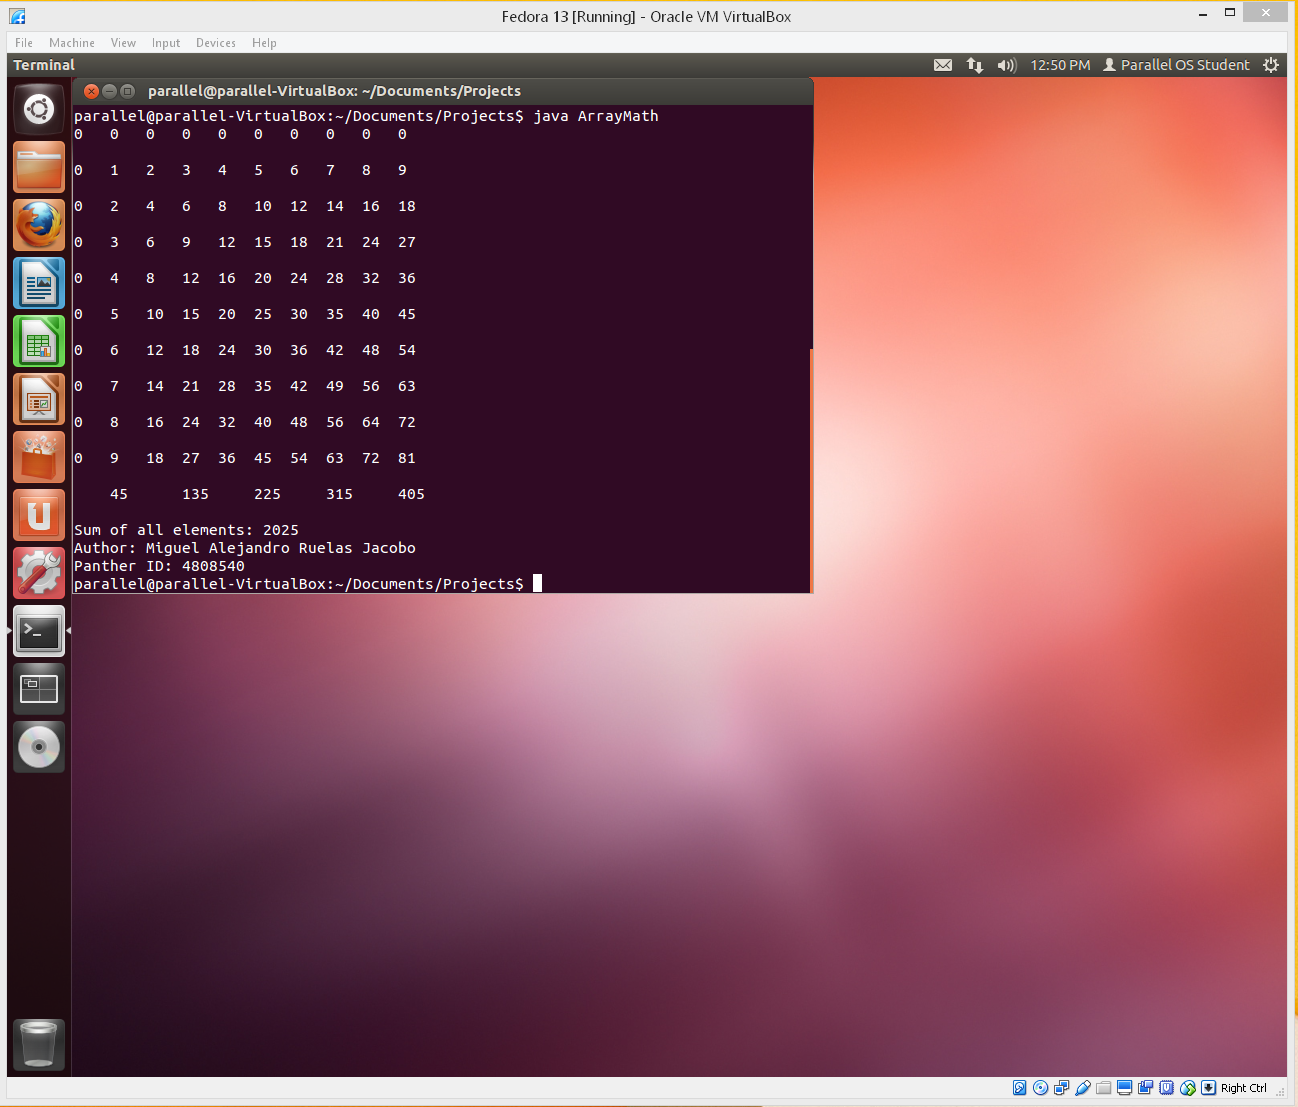 Fedora 13 [Running] - Oracle VM VirtualBox
File Machine View Input Devices Help
Terminal 12:50 PM Parallel OS Student
parallel@parallel-VirtualBox: ~/Documents/Projects
parallel@parallel-VirtualBox:~/Documents/Projects$ java ArrayMath
0 0 0 0 0 0 0 0 0 0
0 1 2 3 4 5 6 7 8 9
0 2 4 6 8 10 12 14 16 18
0 3 6 9 12 15 18 21 24 27
0 4 8 12 16 20 24 28 32 36
0 5 10 15 20 25 30 35 40 45
0 6 12 18 24 30 36 42 48 54
0 7 14 21 28 35 42 49 56 63
0 8 16 24 32 40 48 56 64 72
0 9 18 27 36 45 54 63 72 81
45 135 225 315 405
Sum of all elements: 2025
Author: Miguel Alejandro Ruelas Jacobo
Panther ID: 4808540
parallel@parallel-VirtualBox:~/Documents/Projects$
Right Ctrl